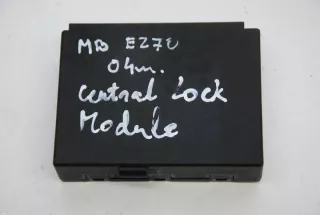 MB E270
04m.
Central Lock
Module